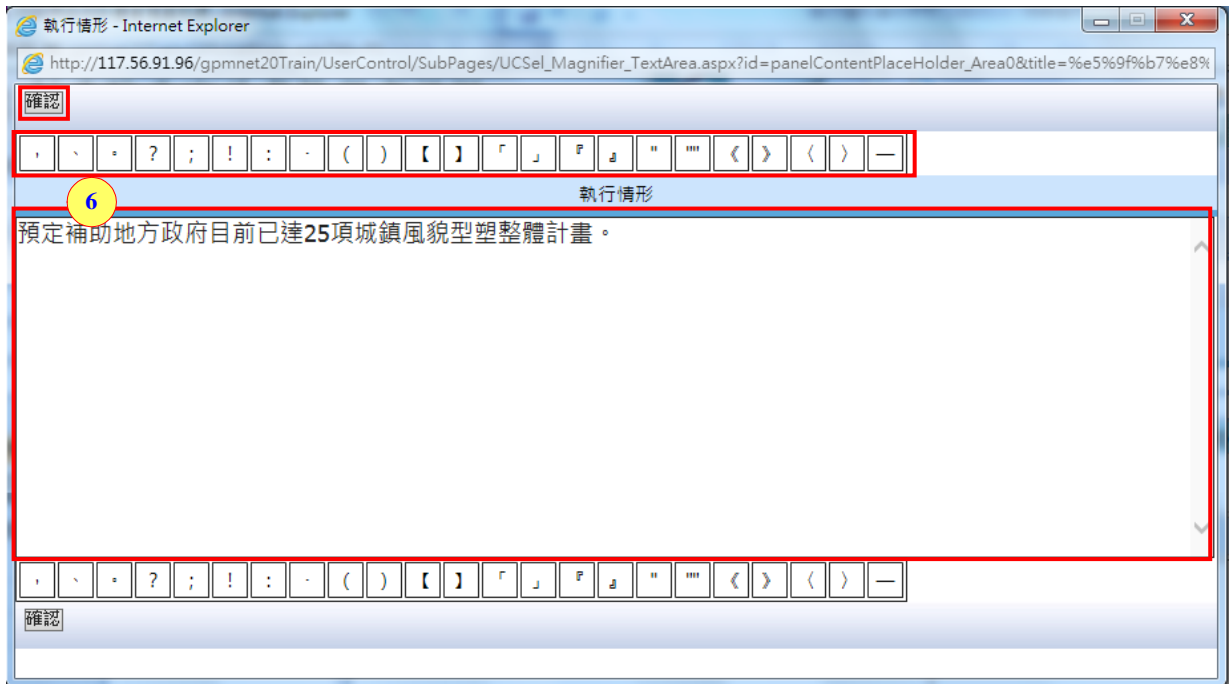 執行情形 - Internet Explorer
http://117.56.91.96/gpmnet20Train/UserControl/SubPages/UCSel_Magnifier_TextArea.aspx?id=panelContentPlaceHolder_Area0&title=%e5%9f%b7%e8%
確認
， 、 。 ? ; ! : · ( ) 【 】 「 」 『 』 " "" 《 》 〈 〉 —
執行情形
6
預定補助地方政府目前已達25項城鎮風貌型塑整體計畫。
， 、 。 ? ; ! : · ( ) 【 】 「 」 『 』 " "" 《 》 〈 〉 —
確認